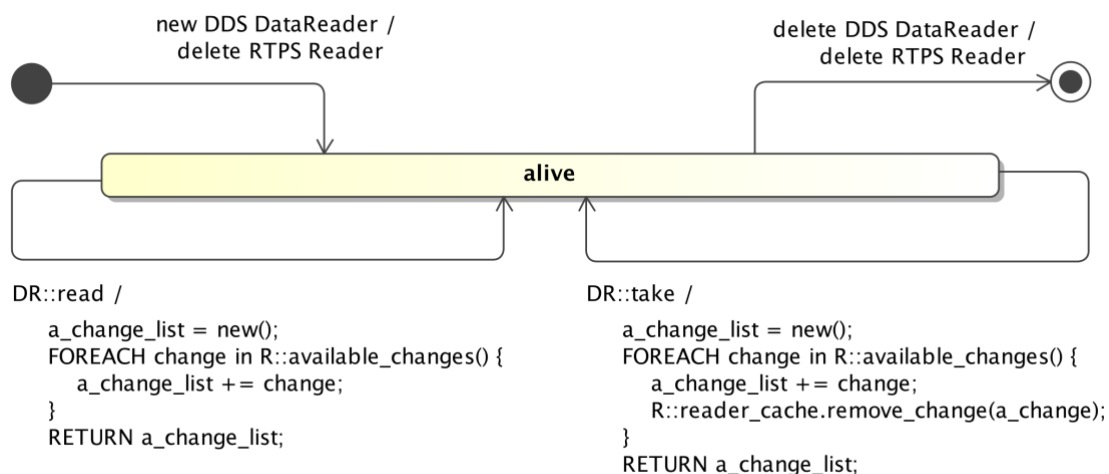 new DDS DataReader /
delete RTPS Reader
delete DDS DataReader /
delete RTPS Reader
alive
DR::read /
a_change_list = new();
FOREACH change in R::available_changes() {
a_change_list += change;
}
RETURN a_change_list;
DR::take /
a_change_list = new();
FOREACH change in R::available_changes() {
a_change_list += change;
R::reader_cache.remove_change(a_change);
}
RETURN a_change_list;